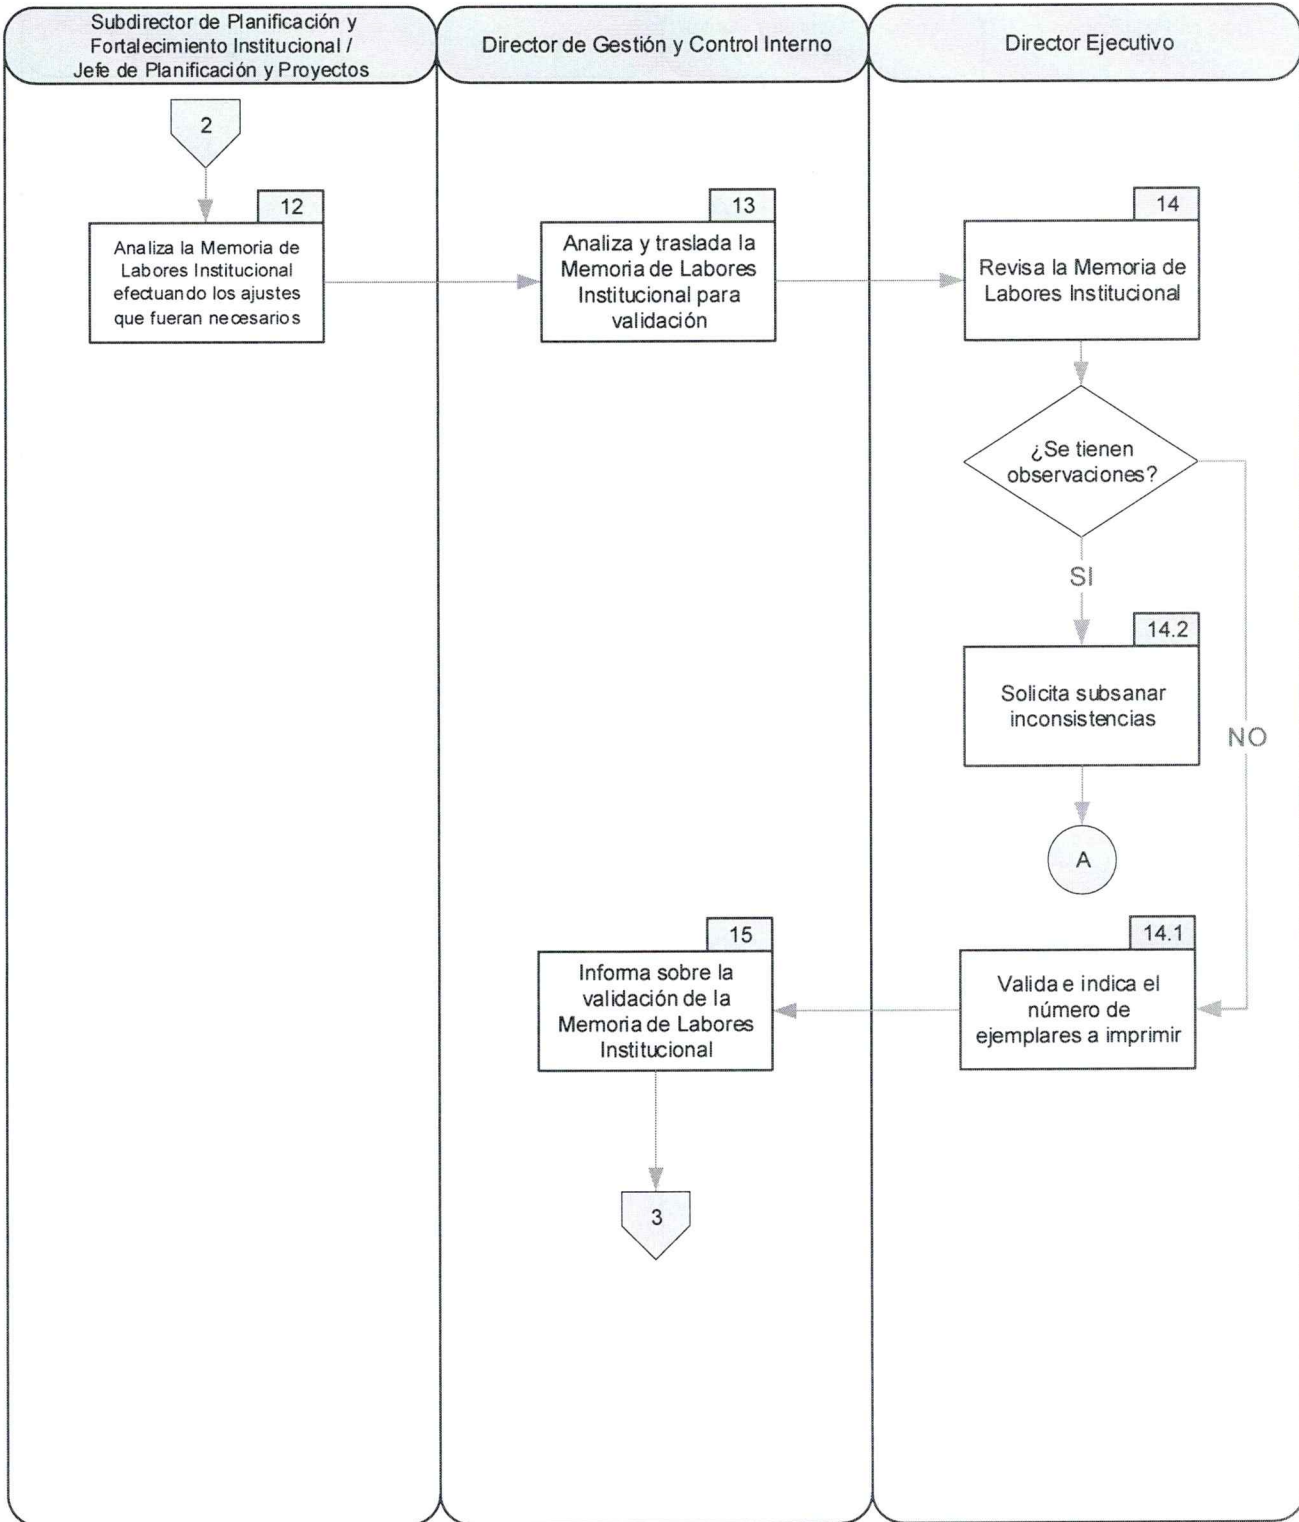 Subdirector de Planificación y
Fortalecimiento Institucional /
Jefe de Planificación y Proyectos
Director de Gestión y Control Interno
Director Ejecutivo
2
12
Analiza la Memoria de
Labores Institucional
efectuando los ajustes
que fueran necesarios
13
Analiza y traslada la
Memoria de Labores
Institucional para
validación
14
Revisa la Memoria de
Labores Institucional
¿Se tienen
observaciones?
SI
14.2
Solicita subsanar
inconsistencias
NO
A
14.1
Valida e indica el
número de
ejemplares a imprimir
15
Informa sobre la
validación de la
Memoria de Labores
Institucional
3